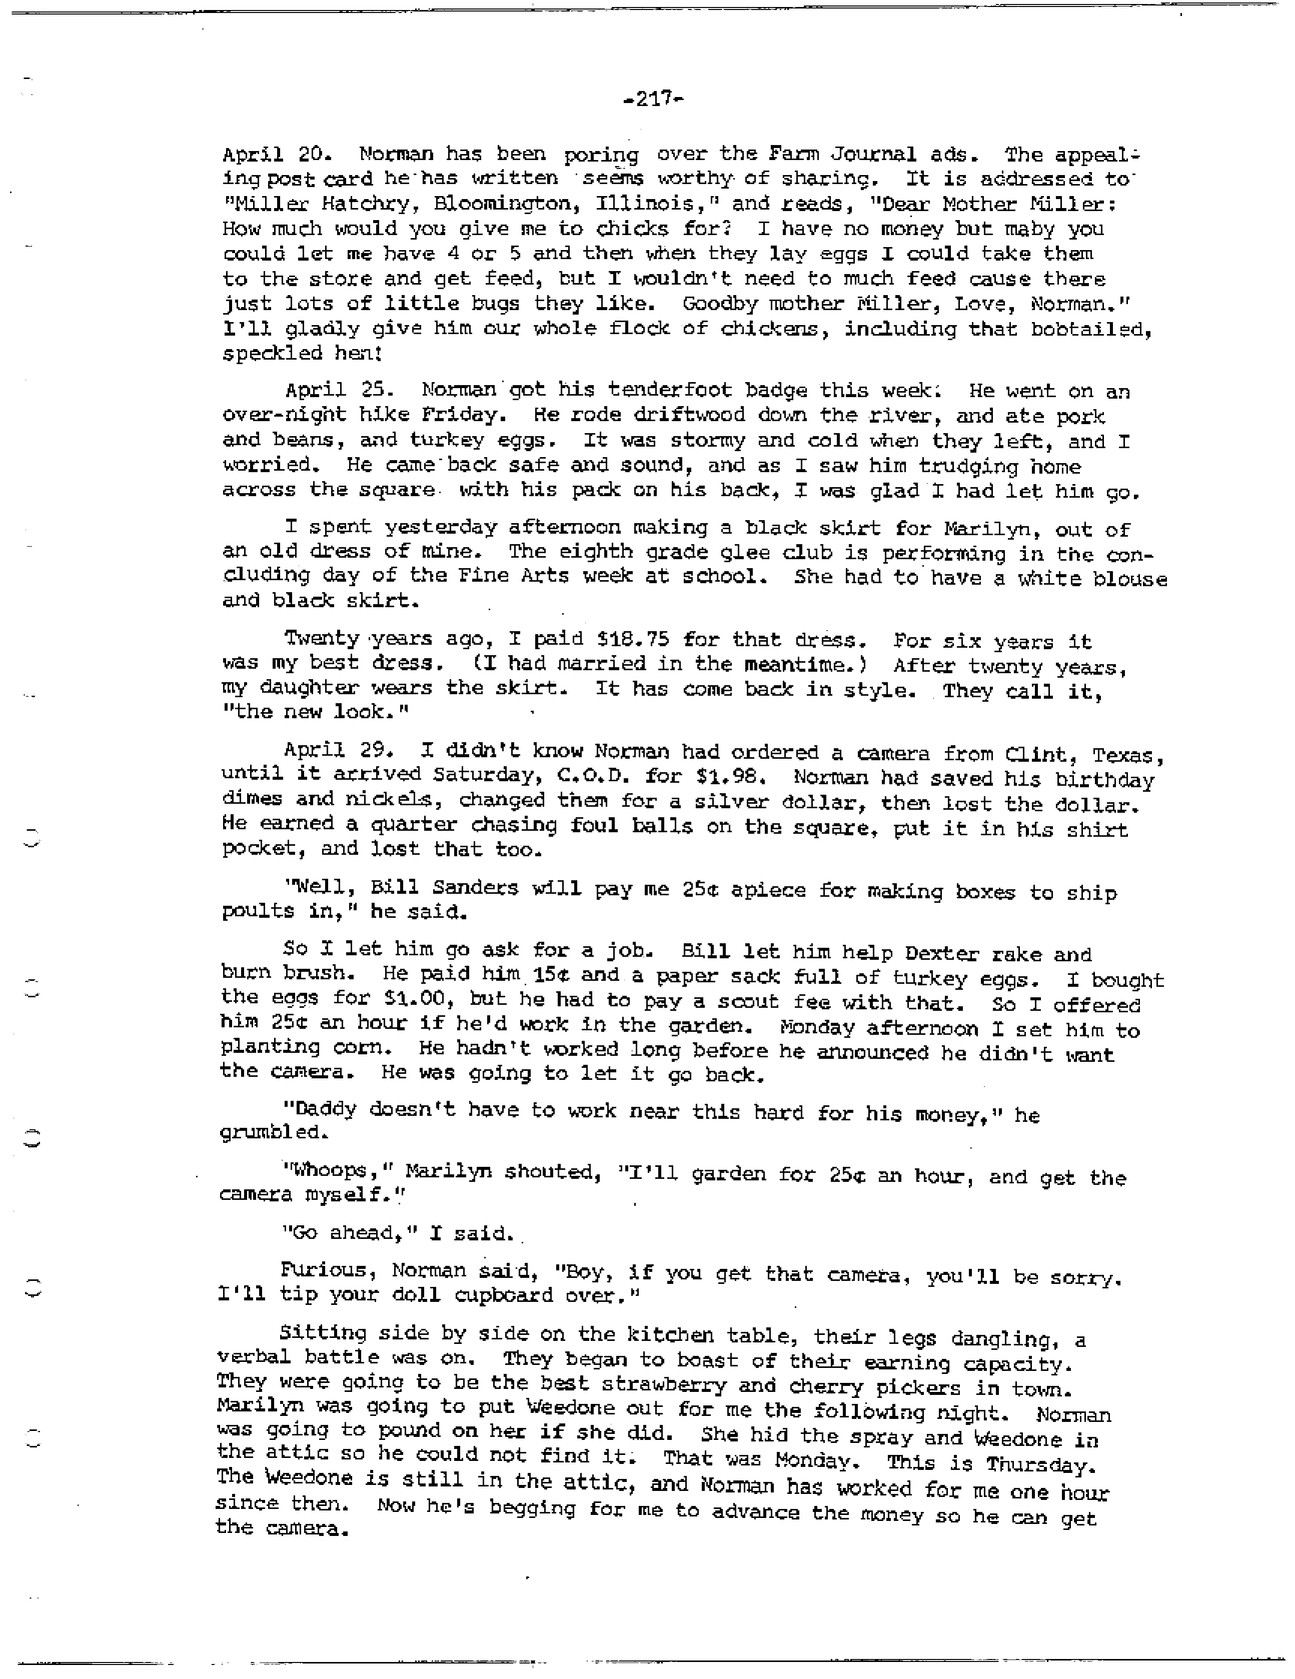 -217-
April 20. Norman has been poring over the Farm Journal ads. The appeal-
ing post card he has written seems worthy of sharing. It is addressed to
"Miller Hatchry, Bloomington, Illinois," and reads, "Dear Mother Miller:
How much would you give me to chicks for? I have no money but maby you
could let me have 4 or 5 and then when they lay eggs I could take them
to the store and get feed, but I wouldn't need to much feed cause there
just lots of little bugs they like. Goodby mother Miller, Love, Norman."
I'll gladly give him our whole flock of chickens, including that bobtailed,
speckled hen!
April 25. Norman got his tenderfoot badge this week. He went on an
over-night hike Friday. He rode driftwood down the river, and ate pork
and beans, and turkey eggs. It was stormy and cold when they left, and I
worried. He came back safe and sound, and as I saw him trudging home
across the square with his pack on his back, I was glad I had let him go.
I spent yesterday afternoon making a black skirt for Marilyn, out of
an old dress of mine. The eighth grade glee club is performing in the con-
cluding day of the Fine Arts week at school. She had to have a white blouse
and black skirt.
Twenty years ago, I paid $18.75 for that dress. For six years it
was my best dress. (I had married in the meantime.) After twenty years,
my daughter wears the skirt. It has come back in style. They call it,
"the new look."
April 29. I didn't know Norman had ordered a camera from Clint, Texas,
until it arrived Saturday, C.O.D. for $1.98. Norman had saved his birthday
dimes and nickels, changed them for a silver dollar, then lost the dollar.
He earned a quarter chasing foul balls on the square, put it in his shirt
pocket, and lost that too.
"Well, Bill Sanders will pay me 25¢ apiece for making boxes to ship
poults in," he said.
So I let him go ask for a job. Bill let him help Dexter rake and
burn brush. He paid him 15¢ and a paper sack full of turkey eggs. I bought
the eggs for $1.00, but he had to pay a scout fee with that. So I offered
him 25¢ an hour if he'd work in the garden. Monday afternoon I set him to
planting corn. He hadn't worked long before he announced he didn't want
the camera. He was going to let it go back.
"Daddy doesn't have to work near this hard for his money," he
grumbled.
"Whoops," Marilyn shouted, "I'll garden for 25¢ an hour, and get the
camera myself."
"Go ahead," I said.
Furious, Norman said, "Boy, if you get that camera, you'll be sorry.
I'll tip your doll cupboard over."
Sitting side by side on the kitchen table, their legs dangling, a
verbal battle was on. They began to boast of their earning capacity.
They were going to be the best strawberry and cherry pickers in town.
Marilyn was going to put Weedone out for me the following night. Norman
was going to pound on her if she did. She hid the spray and Weedone in
the attic so he could not find it. That was Monday. This is Thursday.
The Weedone is still in the attic, and Norman has worked for me one hour
since then. Now he's begging for me to advance the money so he can get
the camera.